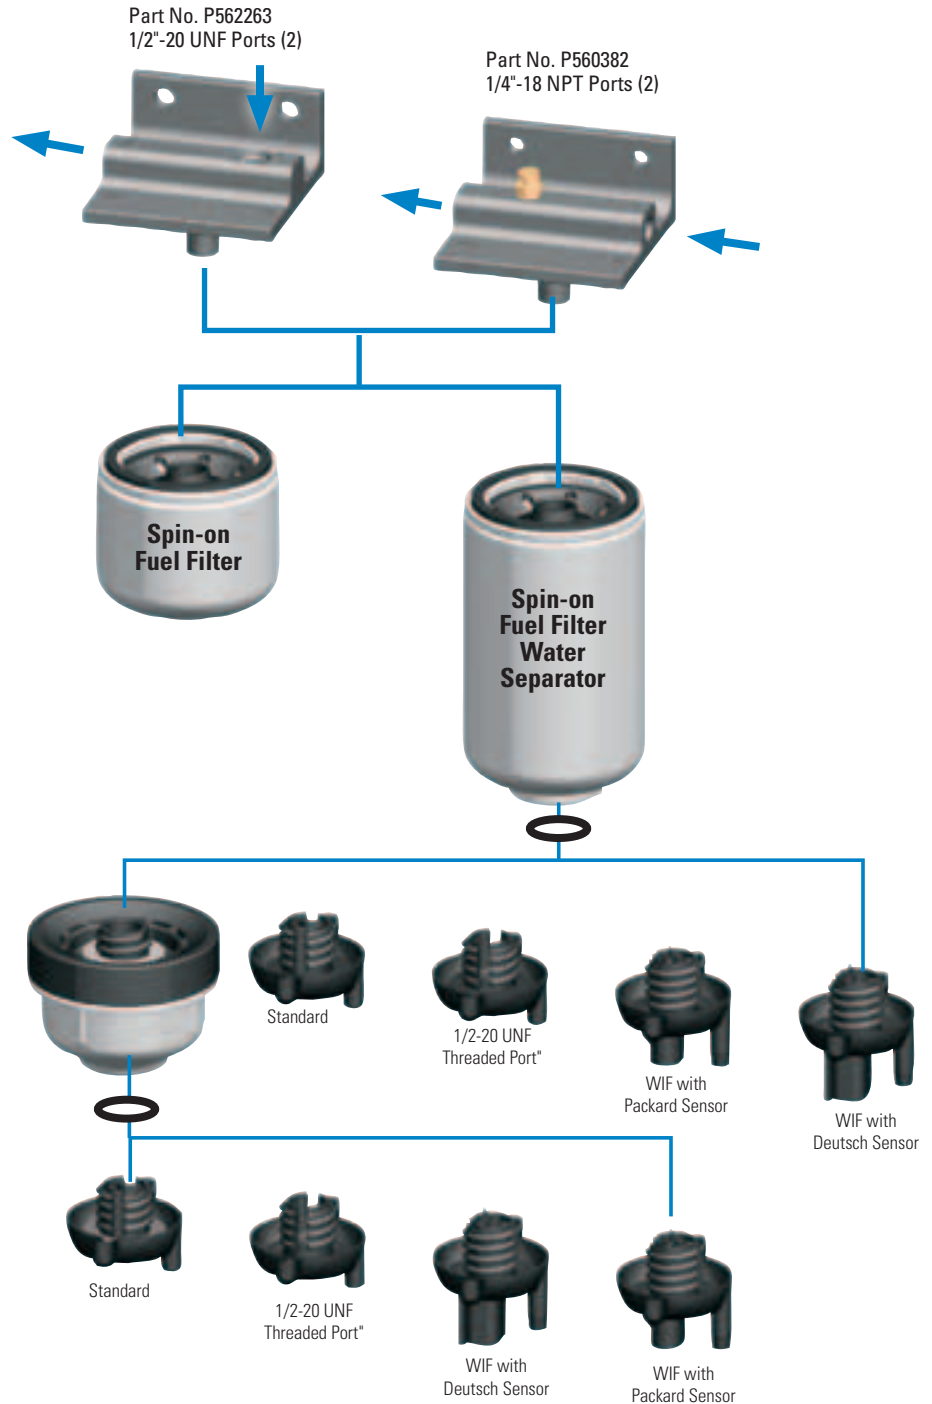 Part No. P562263
1/2"-20 UNF Ports (2)
Part No. P560382
1/4"-18 NPT Ports (2)
Spin-on
Fuel Filter
Spin-on
Fuel Filter
Water
Separator
Standard
1/2-20 UNF
Threaded Port"
WIF with
Packard Sensor
WIF with
Deutsch Sensor
Standard
1/2-20 UNF
Threaded Port"
WIF with
Deutsch Sensor
WIF with
Packard Sensor